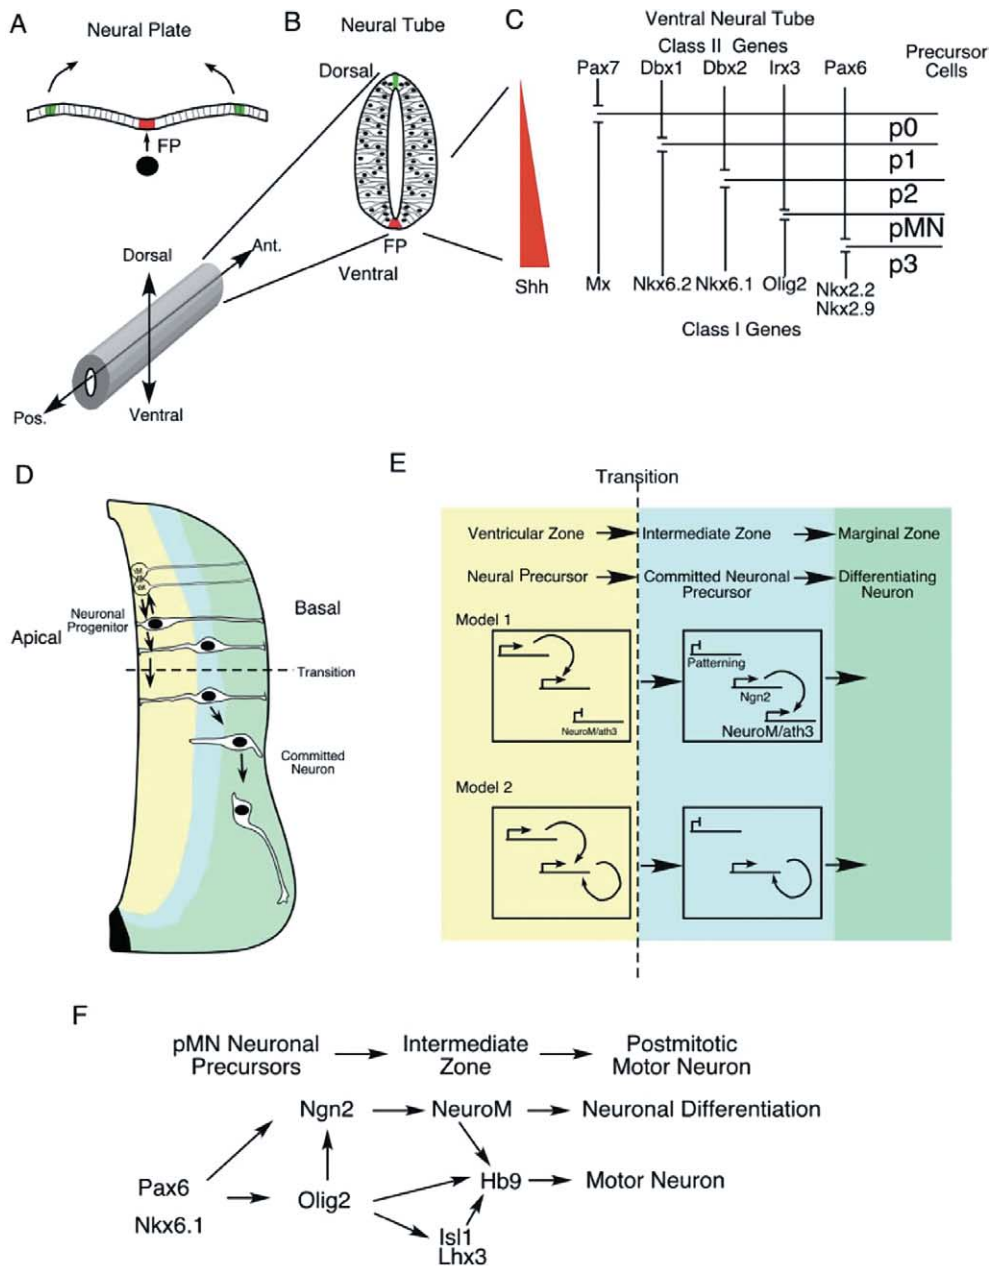 A
Neural Plate
FP
B
Neural Tube
Dorsal
FP
Ventral
Dorsal
Ant.
Pos.
Ventral
C
Ventral Neural Tube
Class II Genes
Pax7 Dbx1 Dbx2 Irx3 Pax6
Precursor
Cells
p0
p1
p2
pMN
p3
Shh
Mx Nkx6.2 Nkx6.1 Olig2 Nkx2.2
Nkx2.9
Class I Genes
D
Apical
Neuronal
Progenitor
Basal
Transition
Committed
Neuron
E
Transition
Ventricular Zone Intermediate Zone Marginal Zone
Neural Precursor Committed Neuronal
Precursor
Differentiating
Neuron
Model 1
NeuroM/ath3
Patterning
Ngn2
NeuroM/ath3
Model 2
F
pMN Neuronal
Precursors
Intermediate
Zone
Postmitotic
Motor Neuron
Ngn2 NeuroM Neuronal Differentiation
Pax6
Nkx6.1
Olig2
Hb9 Motor Neuron
Isl1
Lhx3